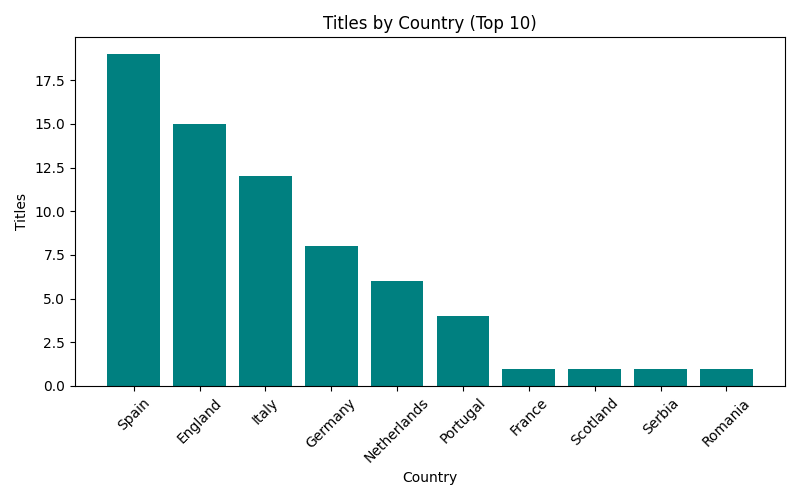 Titles by Country (Top 10)
17.5
15.0
12.5
10.0
7.5
5.0
2.5
0.0
Titles
Spain
England
Italy
Germany
Netherlands
Portugal
France
Scotland
Serbia
Romania
Country